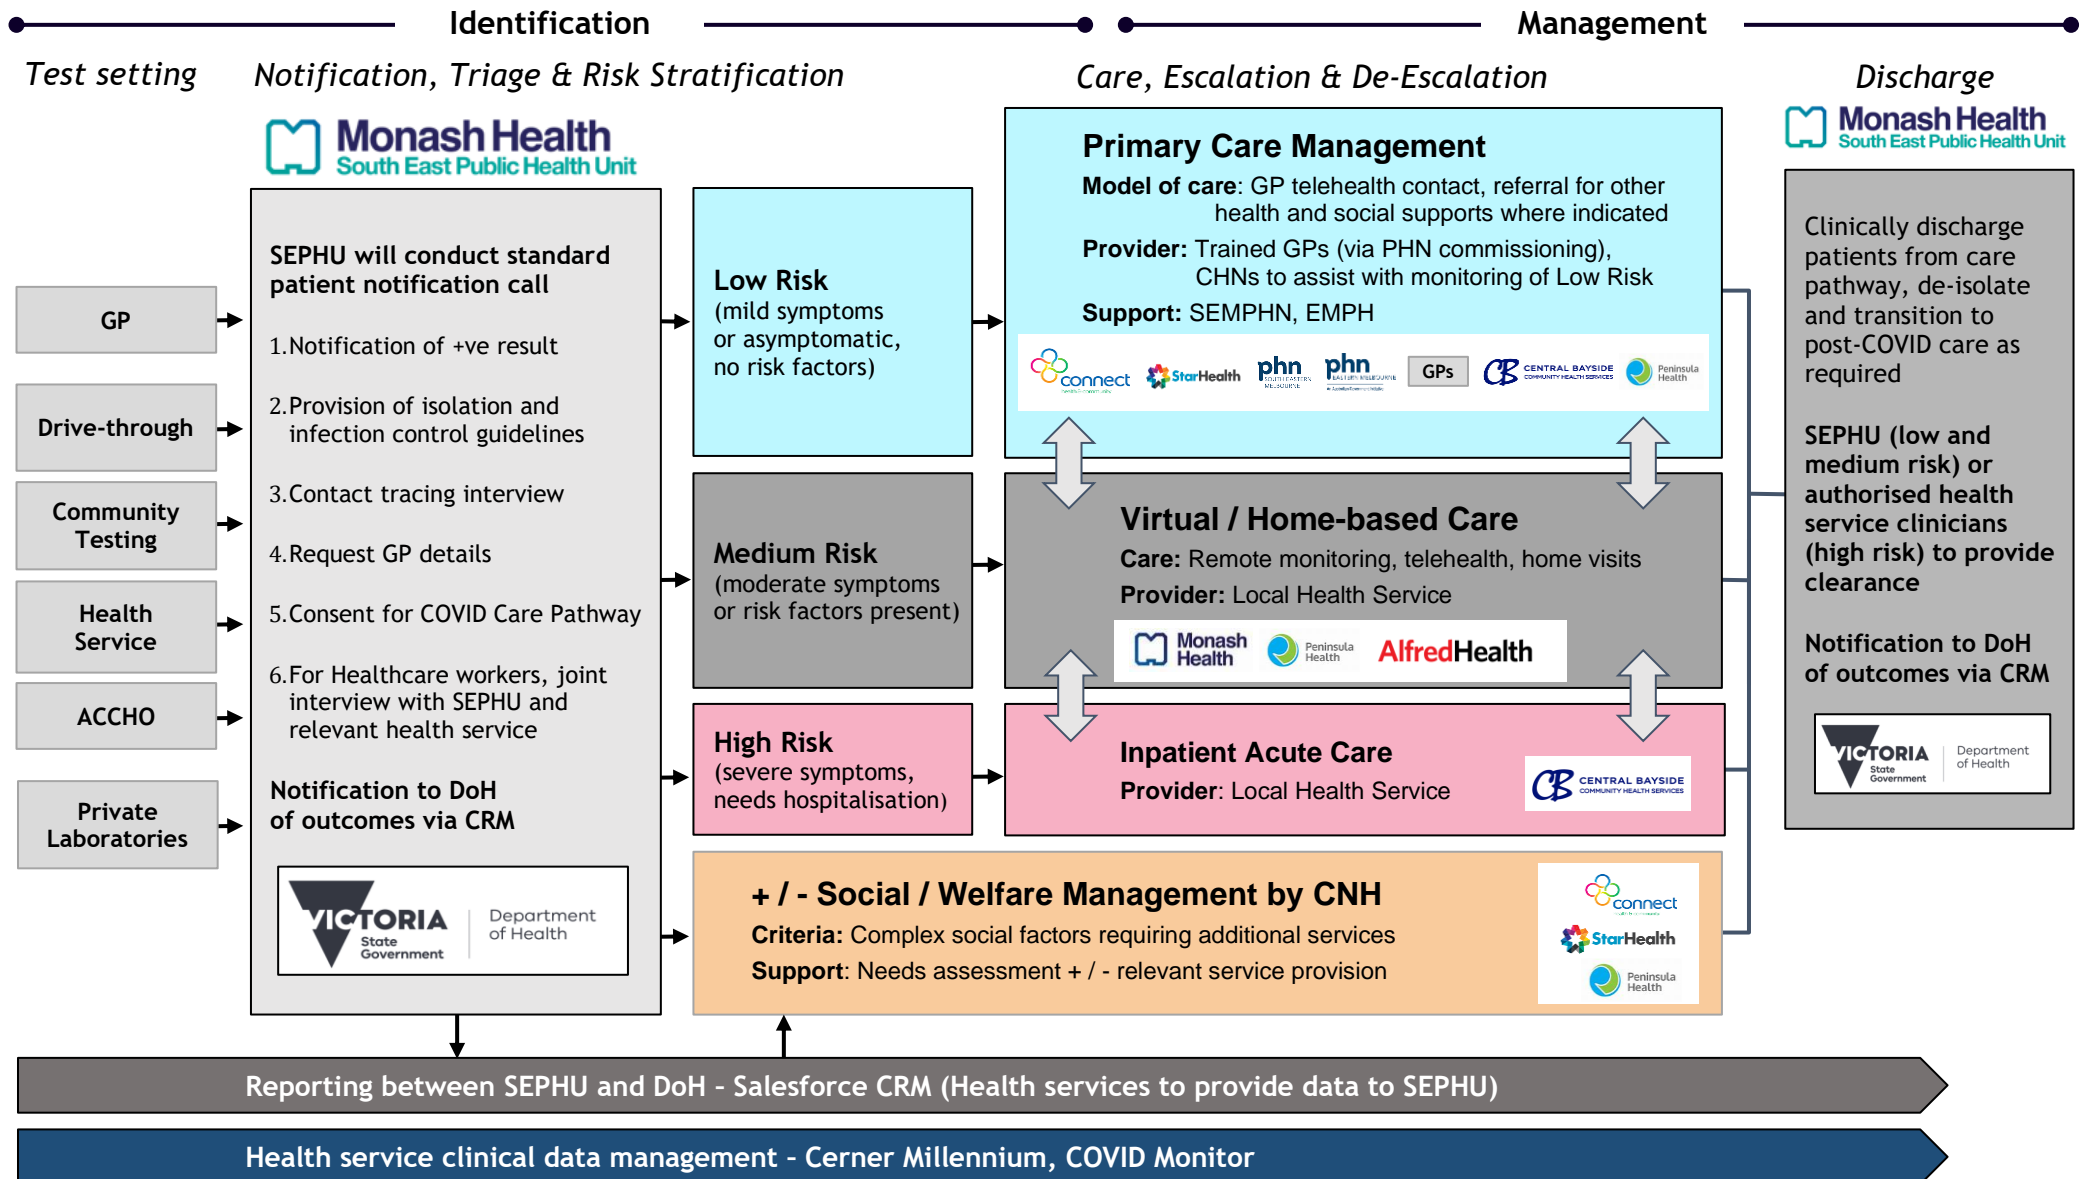 Identification
Management
Test setting
Notification, Triage & Risk Stratification
Care, Escalation & De-Escalation
Discharge
Monash Health
South East Public Health Unit
GP
Drive-through
Community
Testing
Health
Service
ACCHO
Private
Laboratories
SEPHU will conduct standard
patient notification call
1.Notification of +ve result
2.Provision of isolation and
infection control guidelines
3.Contact tracing interview
4.Request GP details
5.Consent for COVID Care Pathway
6.For Healthcare workers, joint
interview with SEPHU and
relevant health service
Notification to DoH
of outcomes via CRM
VICTORIA
State
Government
Department
of Health
Low Risk
(mild symptoms
or asymptomatic,
no risk factors)
Medium Risk
(moderate symptoms
or risk factors present)
High Risk
(severe symptoms,
needs hospitalisation)
Primary Care Management
Model of care: GP telehealth contact, referral for other
health and social supports where indicated
Provider: Trained GPs (via PHN commissioning),
CHNs to assist with monitoring of Low Risk
Support: SEMPHN, EMPH
connect
StarHealth
phn
SOUTH EASTERN
MELBOURNE
phn
EASTERN MELBOURNE
GPs
CB CENTRAL BAYSIDE
COMMUNITY HEALTH SERVICES
Peninsula
Health
Virtual / Home-based Care
Care: Remote monitoring, telehealth, home visits
Provider: Local Health Service
Monash
Health
Peninsula
Health
AlfredHealth
Inpatient Acute Care
Provider: Local Health Service
CB CENTRAL BAYSIDE
COMMUNITY HEALTH SERVICES
+ / - Social / Welfare Management by CNH
Criteria: Complex social factors requiring additional services
Support: Needs assessment + / - relevant service provision
connect
StarHealth
Peninsula
Health
Monash Health
South East Public Health Unit
Clinically discharge
patients from care
pathway, de-isolate
and transition to
post-COVID care as
required
SEPHU (low and
medium risk) or
authorised health
service clinicians
(high risk) to provide
clearance
Notification to DoH
of outcomes via CRM
VICTORIA
State
Government
Department
of Health
Reporting between SEPHU and DoH – Salesforce CRM (Health services to provide data to SEPHU)
Health service clinical data management – Cerner Millennium, COVID Monitor